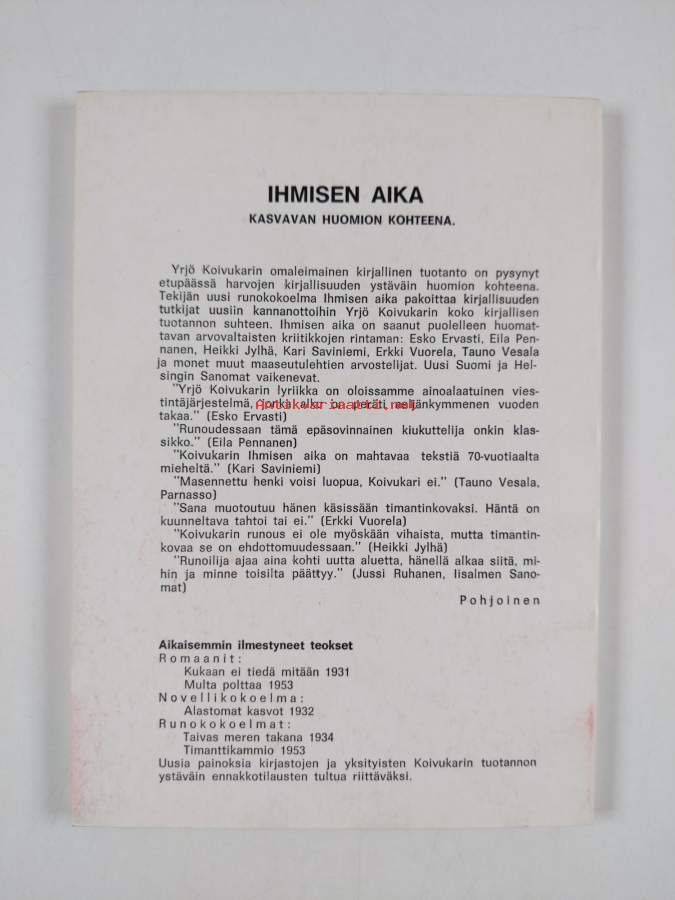 IHMISEN AIKA
KASVAVAN HUOMION KOHTEENA.
Yrjö Koivukarin omaleimainen kirjallinen tuotanto on pysynyt
etupäässä harvojen kirjallisuuden ystäväin huomion kohteena.
Tekijän uusi runokokoelma Ihmisen aika pakoittaa kirjallisuuden
tutkijat uusiin kannanottoihin Yrjö Koivukarin koko kirjallisen
tuotannon suhteen. Ihmisen aika on saanut puolelleen huomat-
tavan arvovaltaisten kriitikkojen rintaman: Esko Ervasti, Eila Pen-
nanen, Heikki Jylhä, Kari Saviniemi, Erkki Vuorela, Tauno Vesala
ja monet muut maaseutulehtien arvostelijat. Uusi Suomi ja Hel-
singin Sanomat vaikenevat.
"Yrjö Koivukarin lyriikka on oloissamme ainoalaatuinen vies-
tintäjärjestelmä, jonka alku on peräti neljänkymmenen vuoden
Antikvariaatti.net
takaa." (Esko Ervasti)
"Runoudessaan tämä epäsovinnainen kiukuttelija onkin klas-
sikko." (Eila Pennanen)
"Koivukarin Ihmisen aika on mahtavaa tekstiä 70-vuotiaalta
mieheltä." (Kari Saviniemi)
"Masennettu henki voisi luopua, Koivukari ei." (Tauno Vesala,
Parnasso)
"Sana muotoutuu hänen käsissään timantinkovaksi. Häntä on
kuunneltava tahtoi tai ei." (Erkki Vuorela)
"Koivukarin runous ei ole myöskään vihaista, mutta timantin-
kovaa se on ehdottomuudessaan." (Heikki Jylhä)
"Runoilija ajaa aina kohti uutta aluetta, hänellä alkaa siitä, mi-
hin ja minne toisilta päättyy." (Jussi Ruhanen, Iisalmen Sano-
mat)
Pohjoinen
Aikaisemmin ilmestyneet teokset
Romaanit:
Kukaan ei tiedä mitään 1931
Multa polttaa 1953
Novellikokoelma:
Alastomat kasvot 1932
Runokokoelmat:
Taivas meren takana 1934
Timanttikammio 1953
Uusia painoksia kirjastojen ja yksityisten Koivukarin tuotannon
ystäväin ennakkotilausten tultua riittäväksi.